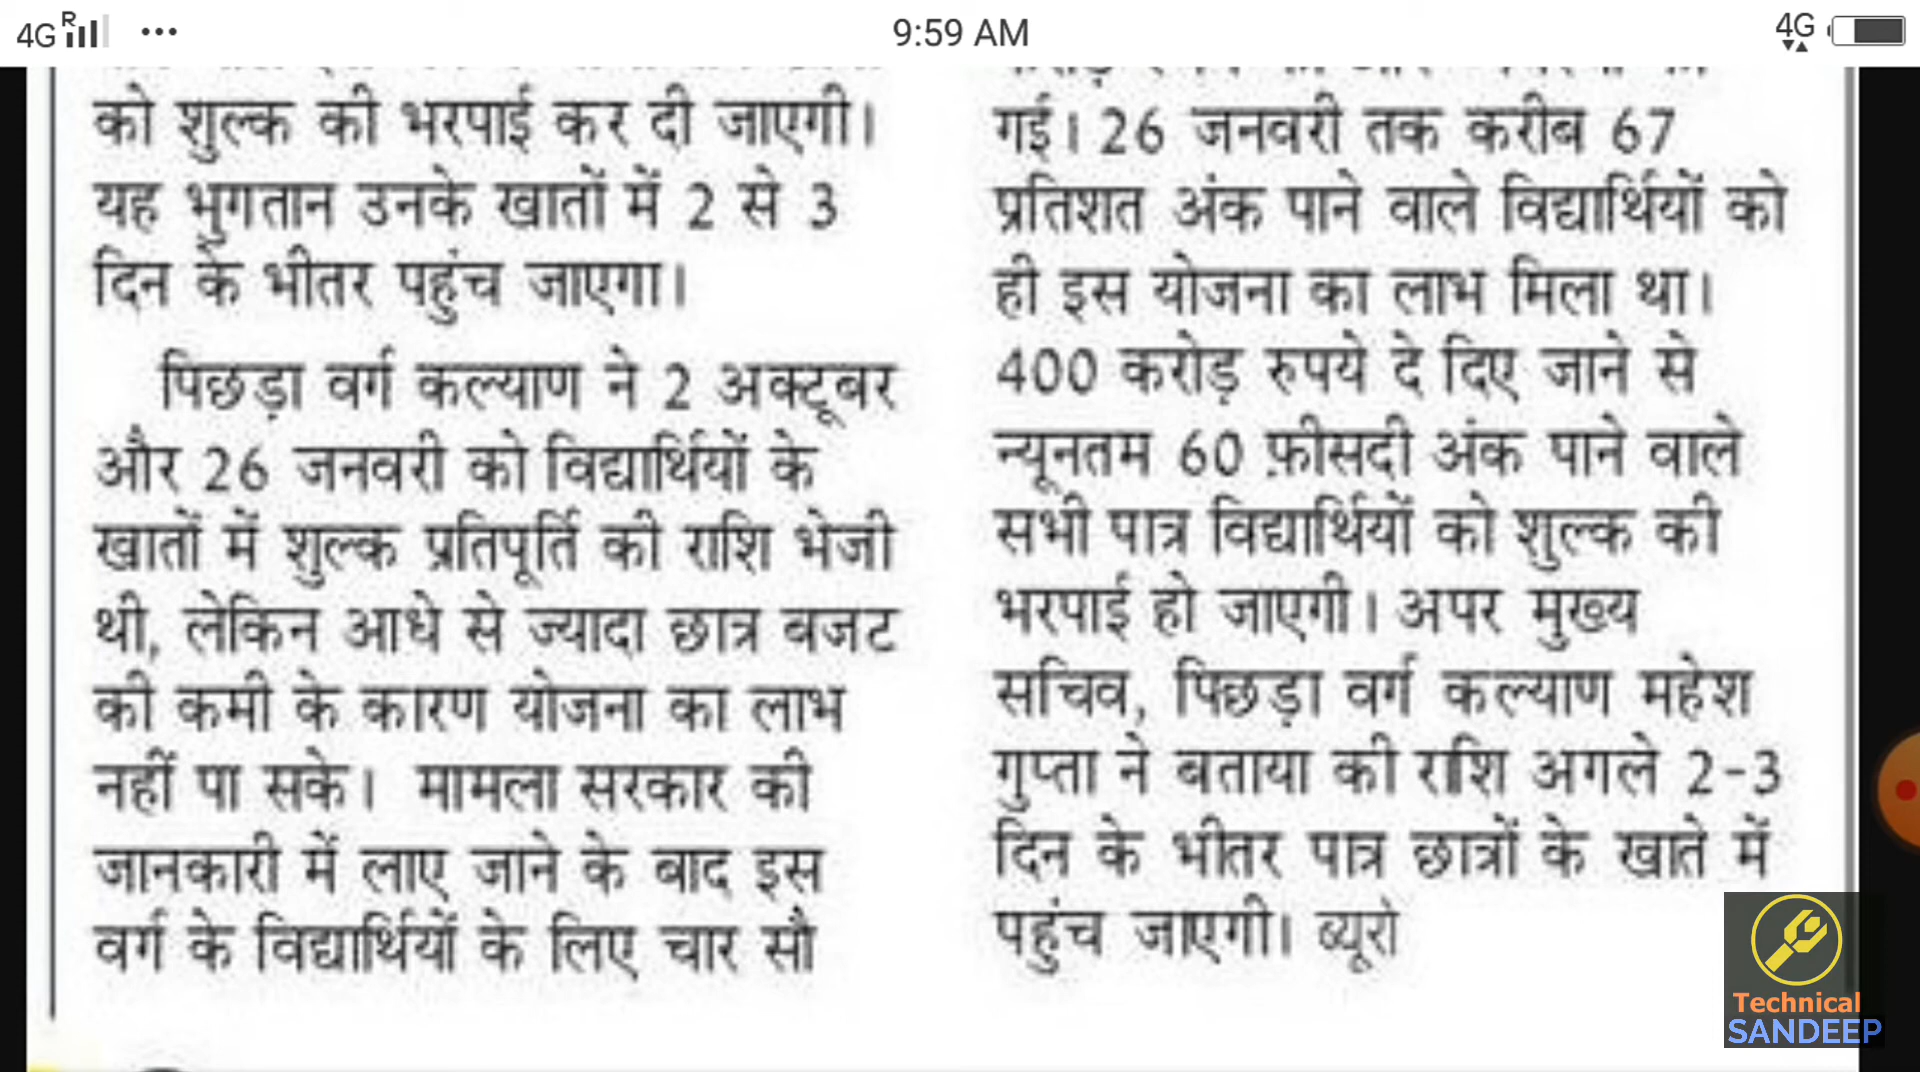 4G R
9:59 AM
4G
को शुल्क की भरपाई कर दी जाएगी।
यह भुगतान उनके खातों में 2 से 3
दिन के भीतर पहुंच जाएगा।
पिछड़ा वर्ग कल्याण ने 2 अक्टूबर
और 26 जनवरी को विद्यार्थियों के
खातों में शुल्क प्रतिपूर्ति की राशि भेजी
थी, लेकिन आधे से ज्यादा छात्र बजट
की कमी के कारण योजना का लाभ
नहीं पा सके। मामला सरकार की
जानकारी में लाए जाने के बाद इस
वर्ग के विद्यार्थियों के लिए चार सौ
गई। 26 जनवरी तक करीब 67
प्रतिशत अंक पाने वाले विद्यार्थियों को
ही इस योजना का लाभ मिला था।
400 करोड़ रुपये दे दिए जाने से
न्यूनतम 60 फ़ीसदी अंक पाने वाले
सभी पात्र विद्यार्थियों को शुल्क की
भरपाई हो जाएगी। अपर मुख्य
सचिव, पिछड़ा वर्ग कल्याण महेश
गुप्ता ने बताया की राशि अगले 2-3
दिन के भीतर पात्र छात्रों के खाते में
पहुंच जाएगी। ब्यूरो
Technical
SANDEEP